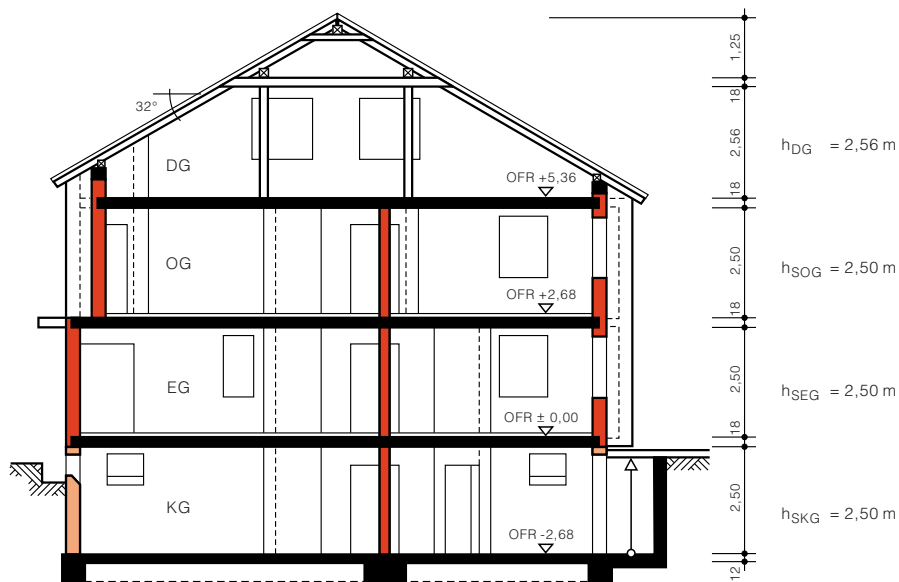 1,25
32°
18
2,56
h_DG = 2,56 m
DG
OFR +5,36
18
OG
2,50
h_SOG = 2,50 m
OFR +2,68
18
EG
2,50
h_SEG = 2,50 m
OFR ± 0,00
18
KG
2,50
h_SKG = 2,50 m
OFR -2,68
12